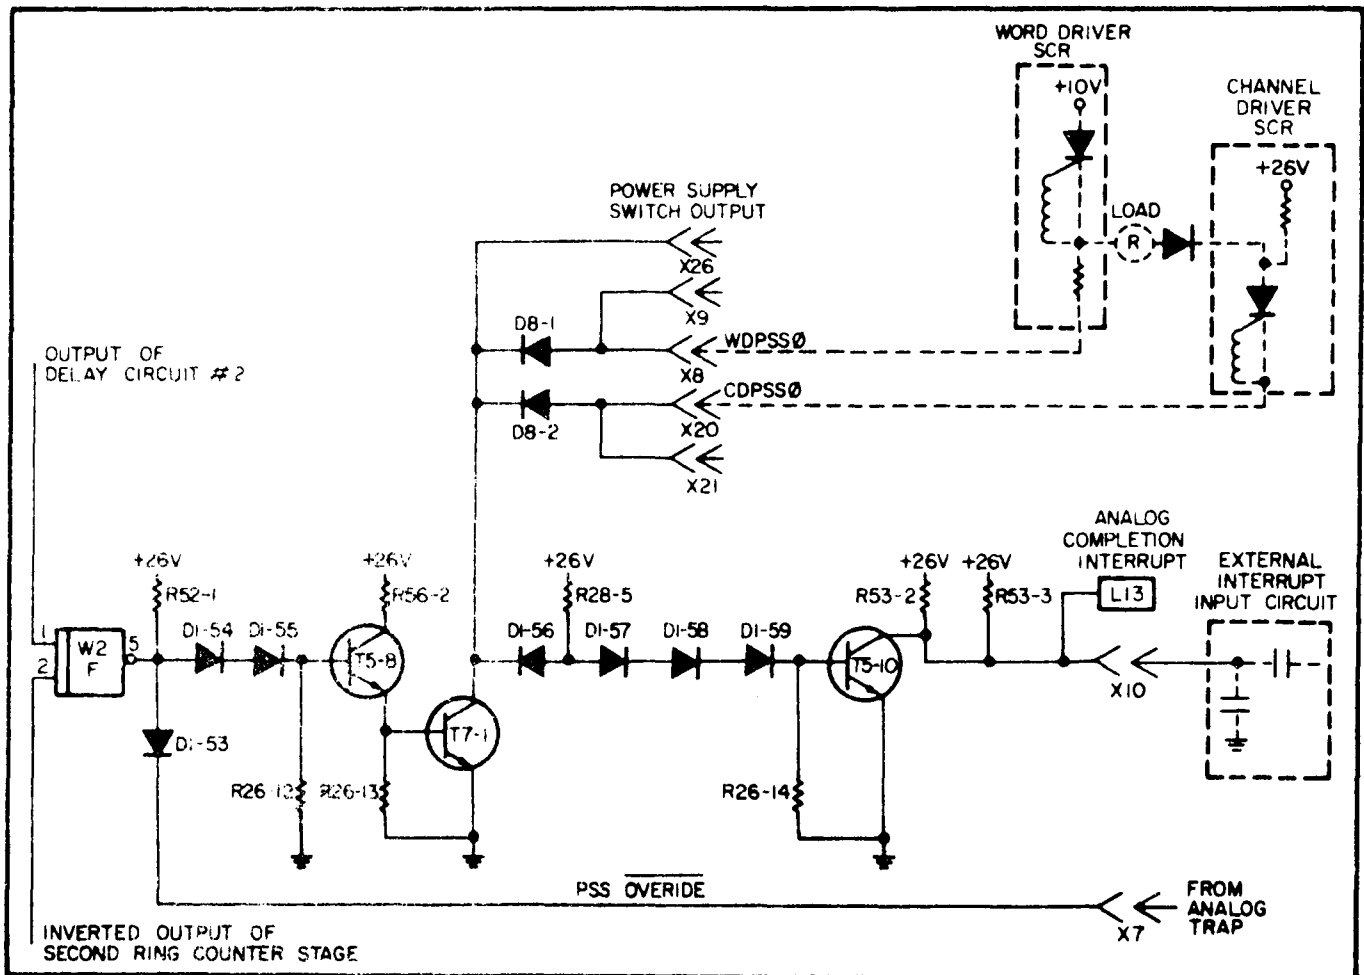 WORD DRIVER
SCR
+10V
CHANNEL
DRIVER
SCR
+26V
POWER SUPPLY
SWITCH OUTPUT
LOAD
R
X26
X9
D8-1
WDPSSØ
X8
CDPSSØ
D8-2
X20
X21
OUTPUT OF
DELAY CIRCUIT #2
ANALOG
COMPLETION
INTERRUPT
L13
EXTERNAL
INTERRUPT
INPUT CIRCUIT
+26V
R52-1
+26V
R56-2
+26V
R28-5
+26V
R53-2
+26V
R53-3
1
2
W2
F
5
D1-54
D1-55
T5-8
D1-56
D1-57
D1-58
D1-59
T5-10
X10
D1-53
T7-1
R26-12
R26-13
R26-14
PSS OVERIDE
X7
FROM
ANALOG
TRAP
INVERTED OUTPUT OF
SECOND RING COUNTER STAGE